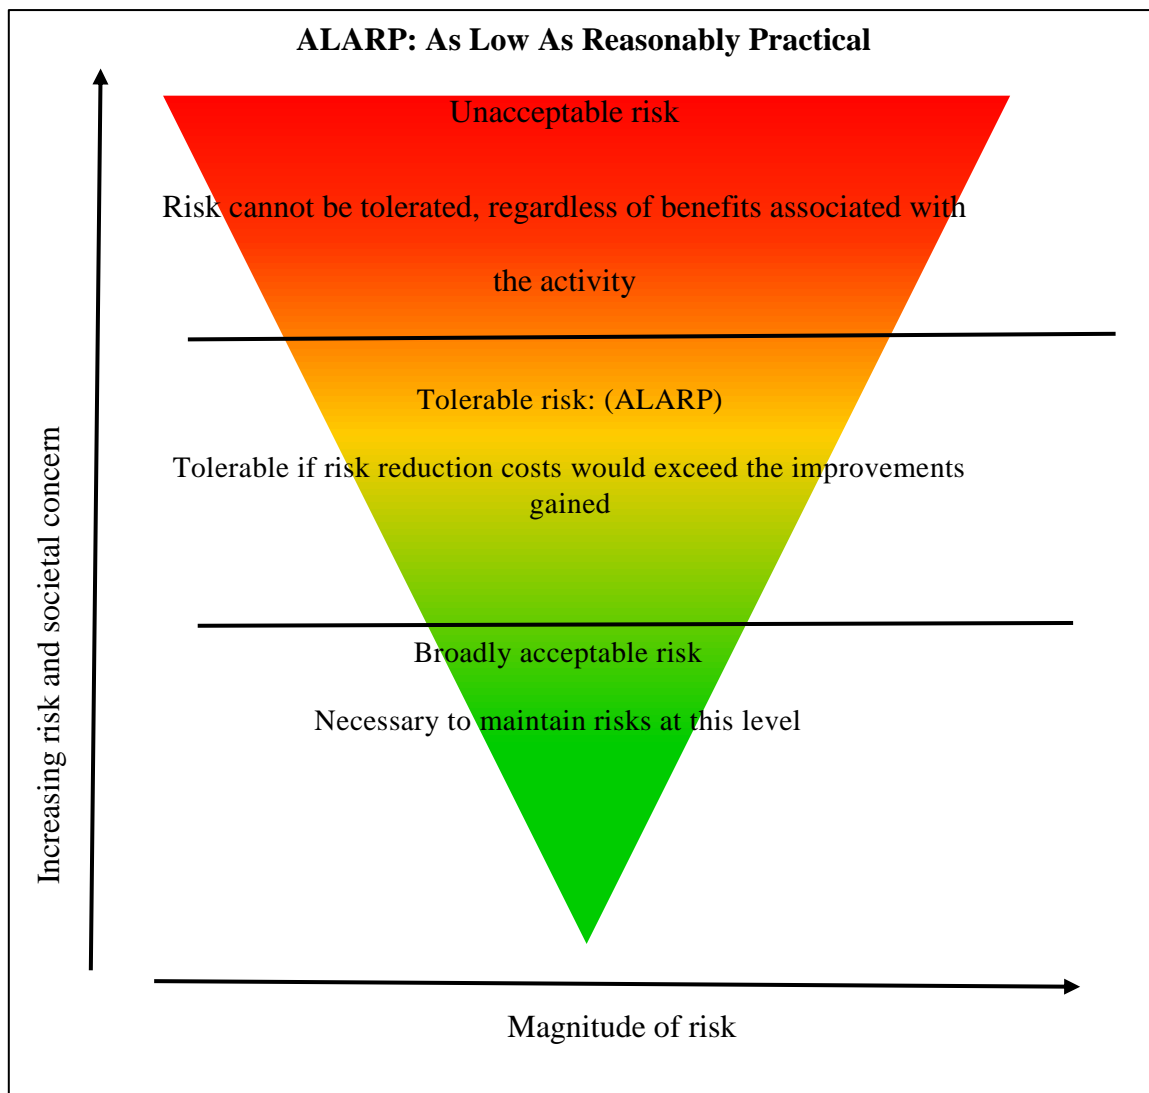 ALARP: As Low As Reasonably Practical
Unacceptable risk
Risk cannot be tolerated, regardless of benefits associated with
the activity
Tolerable risk: (ALARP)
Tolerable if risk reduction costs would exceed the improvements
gained
Broadly acceptable risk
Necessary to maintain risks at this level
Increasing risk and societal concern
Magnitude of risk